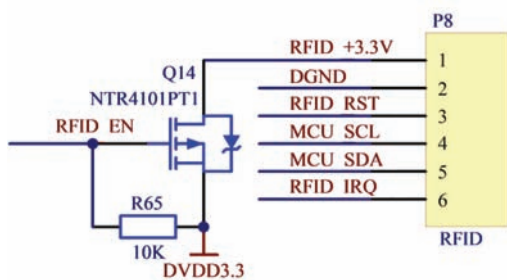 P8
RFID +3.3V
1
Q14
DGND
2
NTR4101PT1
RFID RST
3
RFID EN
MCU SCL
4
MCU SDA
5
RFID IRQ
6
R65
RFID
10K
DVDD3.3